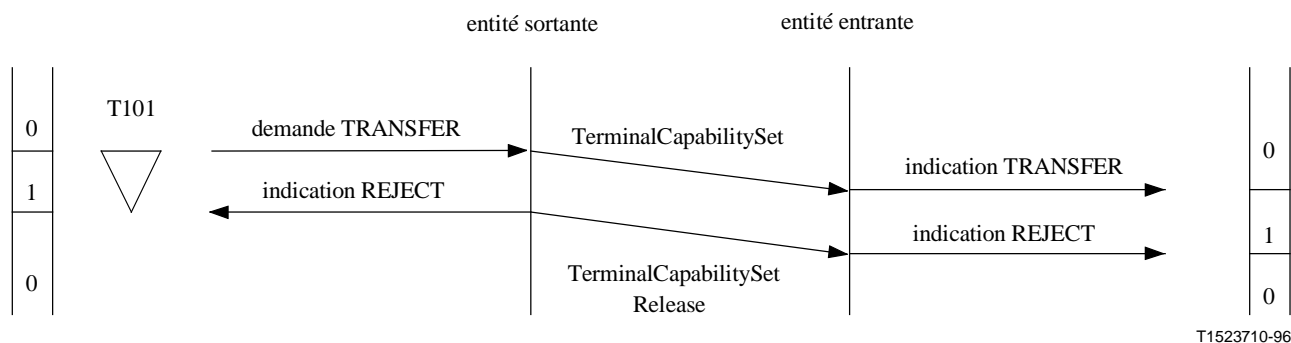 entité sortante
entité entrante
T101
0
demande TRANSFER
TerminalCapabilitySet
0
indication TRANSFER
1
indication REJECT
indication REJECT
1
TerminalCapabilitySet
Release
0
0
T1523710-96